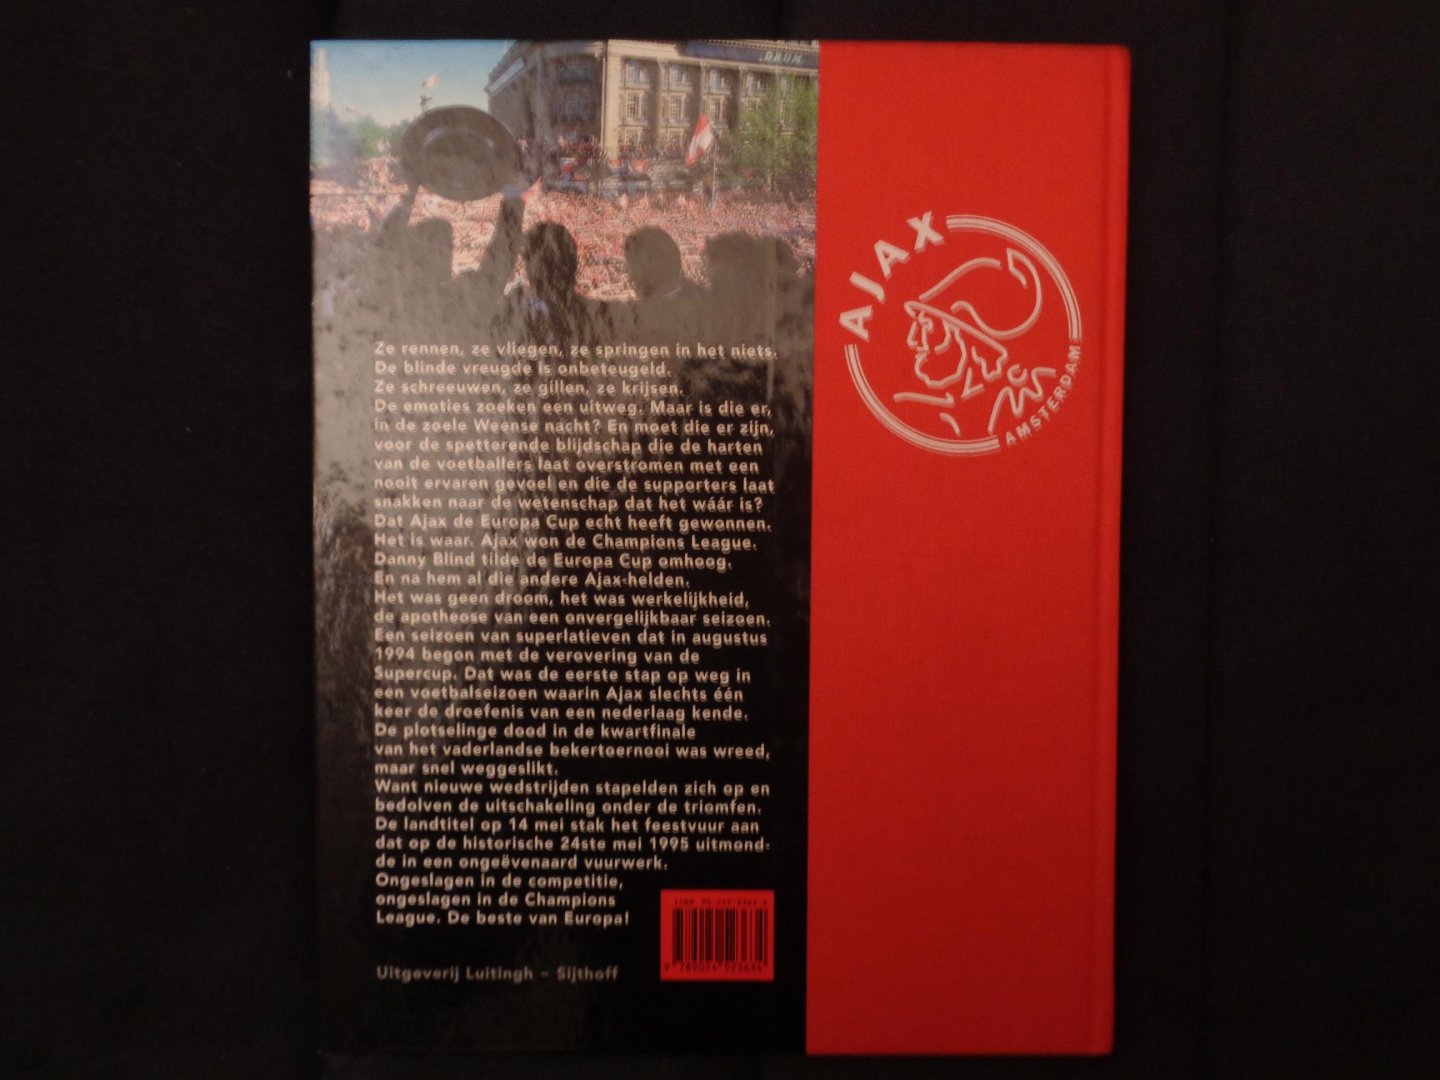 DRUM
AJAX
AMSTERDAM
Ze rennen, ze vliegen, ze springen in het niets.
De blinde vreugde is onbeteugeld.
Ze schreeuwen, ze gillen, ze krijsen.
De emoties zoeken een uitweg. Maar is die er,
in de zoele Weense nacht? En moet die er zijn,
voor de spetterende blijdschap die de harten
van de voetballers laat overstromen met een
nooit ervaren gevoel en die de supporters laat
snakken naar de wetenschap dat het wáár is?
Dat Ajax de Europa Cup echt heeft gewonnen.
Het is waar. Ajax won de Champions League.
Danny Blind tilde de Europa Cup omhoog.
En na hem al die andere Ajax-helden.
Het was geen droom, het was werkelijkheid,
de apotheose van een onvergelijkbaar seizoen.
Een seizoen van superlatieven dat in augustus
1994 begon met de verovering van de
Supercup. Dat was de eerste stap op weg in
een voetbalseizoen waarin Ajax slechts één
keer de droefenis van een nederlaag kende.
De plotselinge dood in de kwartfinale
van het vaderlandse bekertoernooi was wreed,
maar snel weggeslikt.
Want nieuwe wedstrijden stapelden zich op en
bedolven de uitschakeling onder de triomfen.
De landtitel op 14 mei stak het feestvuur aan
dat op de historische 24ste mei 1995 uitmond-
de in een ongeëvenaard vuurwerk.
Ongeslagen in de competitie,
ongeslagen in de Champions
League. De beste van Europa!
ISBN 90-245-2363-5
9 789024 523634
Uitgeverij Luitingh ~ Sijthoff